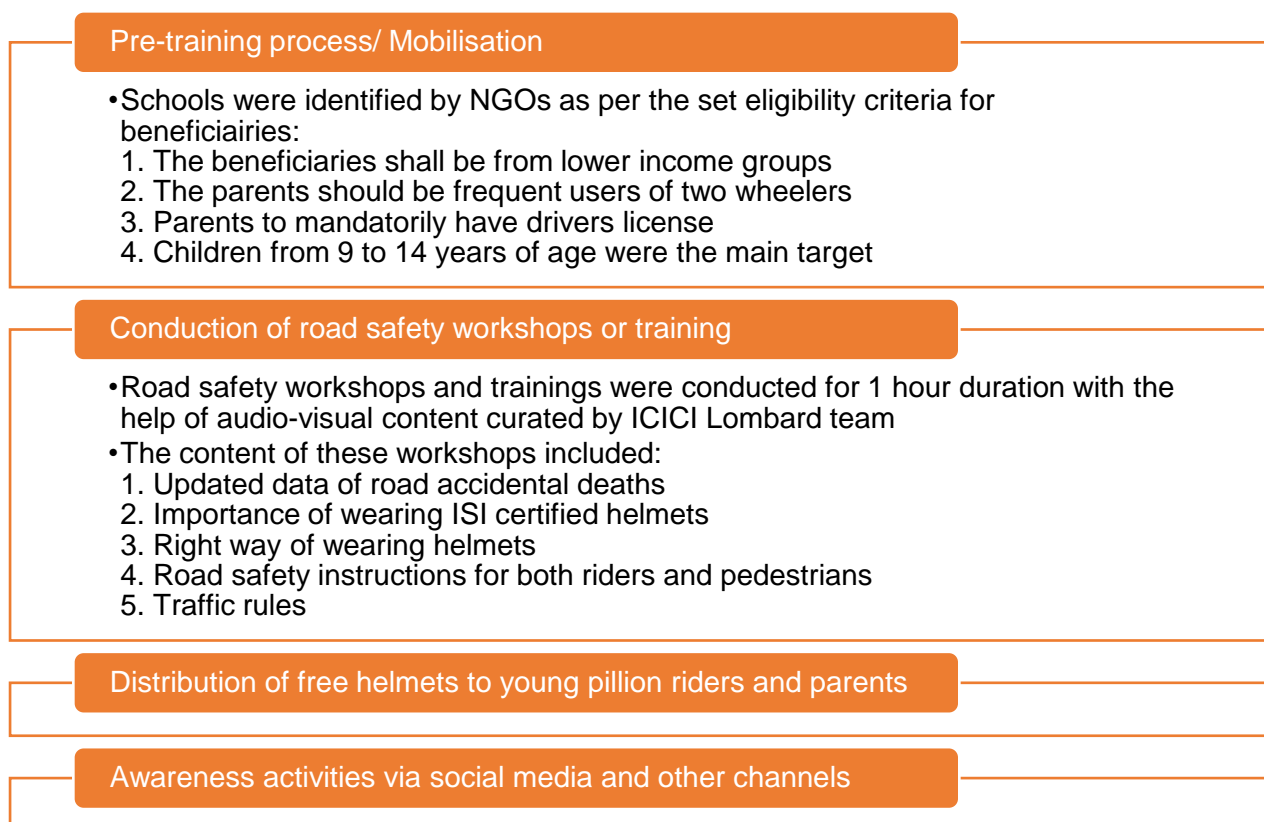 Pre-training process/ Mobilisation
•Schools were identified by NGOs as per the set eligibility criteria for
beneficiairies:
1. The beneficiaries shall be from lower income groups
2. The parents should be frequent users of two wheelers
3. Parents to mandatorily have drivers license
4. Children from 9 to 14 years of age were the main target
Conduction of road safety workshops or training
•Road safety workshops and trainings were conducted for 1 hour duration with the
help of audio-visual content curated by ICICI Lombard team
•The content of these workshops included:
1. Updated data of road accidental deaths
2. Importance of wearing ISI certified helmets
3. Right way of wearing helmets
4. Road safety instructions for both riders and pedestrians
5. Traffic rules
Distribution of free helmets to young pillion riders and parents
Awareness activities via social media and other channels